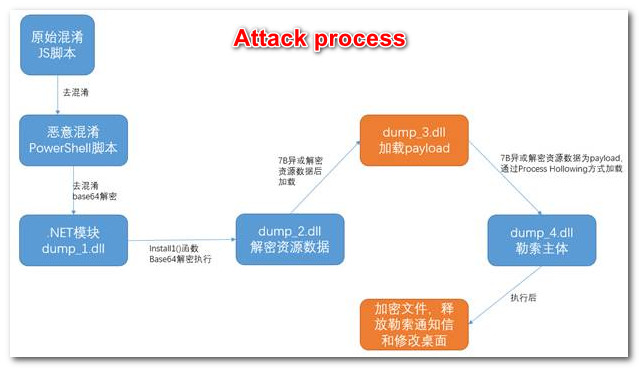 Attack process
原始混淆
JS脚本
去混淆
恶意混淆
PowerShell脚本
去混淆
base64解密
.NET模块
dump_1.dll
Install1()函数
Base64解密执行
dump_2.dll
解密资源数据
7B异或解密
资源数据后
加载
dump_3.dll
加载payload
7B异或解密资源数据为payload,
通过Process Hollowing方式加载
dump_4.dll
勒索主体
执行后
加密文件，释
放勒索通知信
和修改桌面